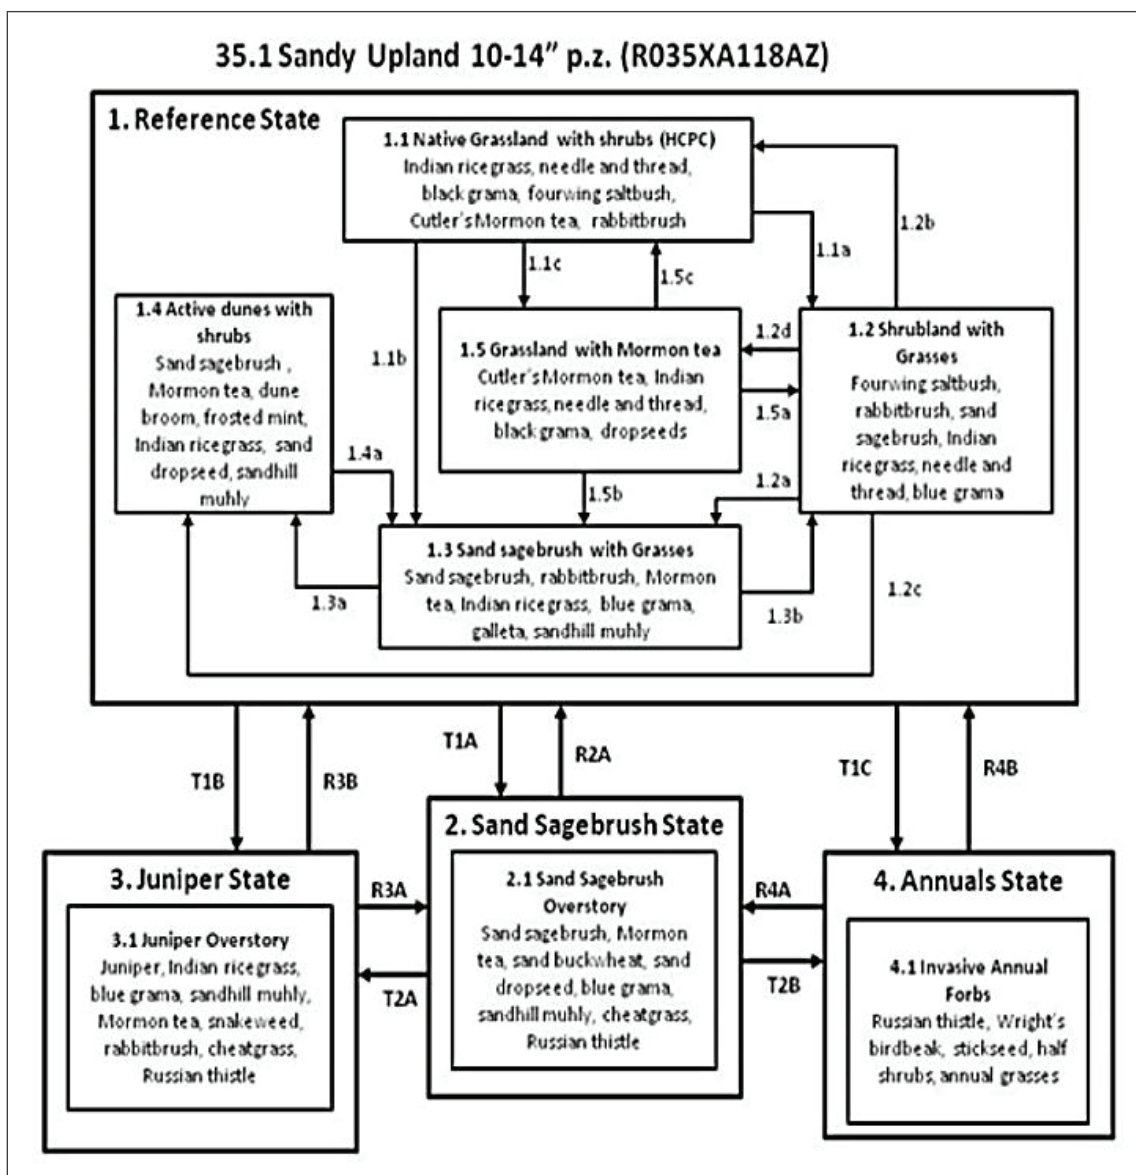 35.1 Sandy Upland 10-14” p.z. (R035XA118AZ)
1. Reference State
1.1 Native Grassland with shrubs (HCPC)
Indian ricegrass, needle and thread,
black grama, fourwing saltbush,
Cutler's Mormon tea, rabbitbrush
1.2b
1.1a
1.1c
1.5c
1.1b
1.4 Active dunes with
shrubs
Sand sagebrush ,
Mormon tea, dune
broom, frosted mint,
Indian ricegrass, sand
dropseed, sandhill
muhly
1.5 Grassland with Mormon tea
Cutler's Mormon tea, Indian
ricegrass, needle and thread,
black grama, dropseeds
1.2d
1.5a
1.2 Shrubland with
Grasses
Fourwing saltbush,
rabbitbrush, sand
sagebrush, Indian
ricegrass, needle and
thread, blue grama
1.4a
1.5b
1.2a
1.3 Sand sagebrush with Grasses
Sand sagebrush, rabbitbrush, Mormon
tea, Indian ricegrass, blue grama,
galleta, sandhill muhly
1.3a
1.3b
1.2c
T1B
R3B
T1A
R2A
T1C
R4B
3. Juniper State
3.1 Juniper Overstory
Juniper, Indian ricegrass,
blue grama, sandhill muhly,
Mormon tea, snakeweed,
rabbitbrush, cheatgrass,
Russian thistle
R3A
T2A
2. Sand Sagebrush State
2.1 Sand Sagebrush
Overstory
Sand sagebrush, Mormon
tea, sand buckwheat, sand
dropseed, blue grama,
sandhill muhly, cheatgrass,
Russian thistle
R4A
T2B
4. Annuals State
4.1 Invasive Annual
Forbs
Russian thistle, Wright's
birdbeak, stickseed, half
shrubs, annual grasses